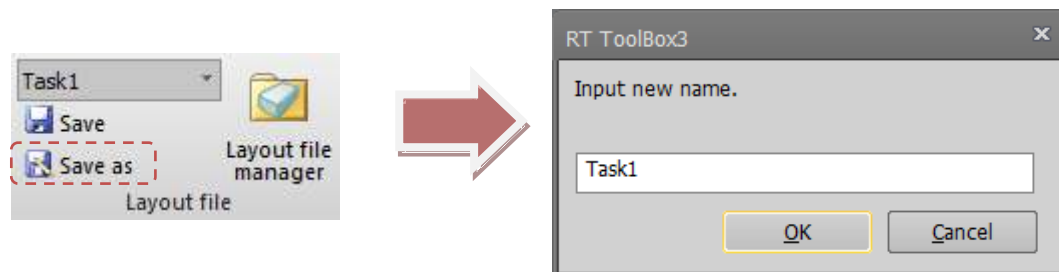 Task1
Save
Save as
Layout file
manager
Layout file
RT ToolBox3
Input new name.
Task1
OK
Cancel